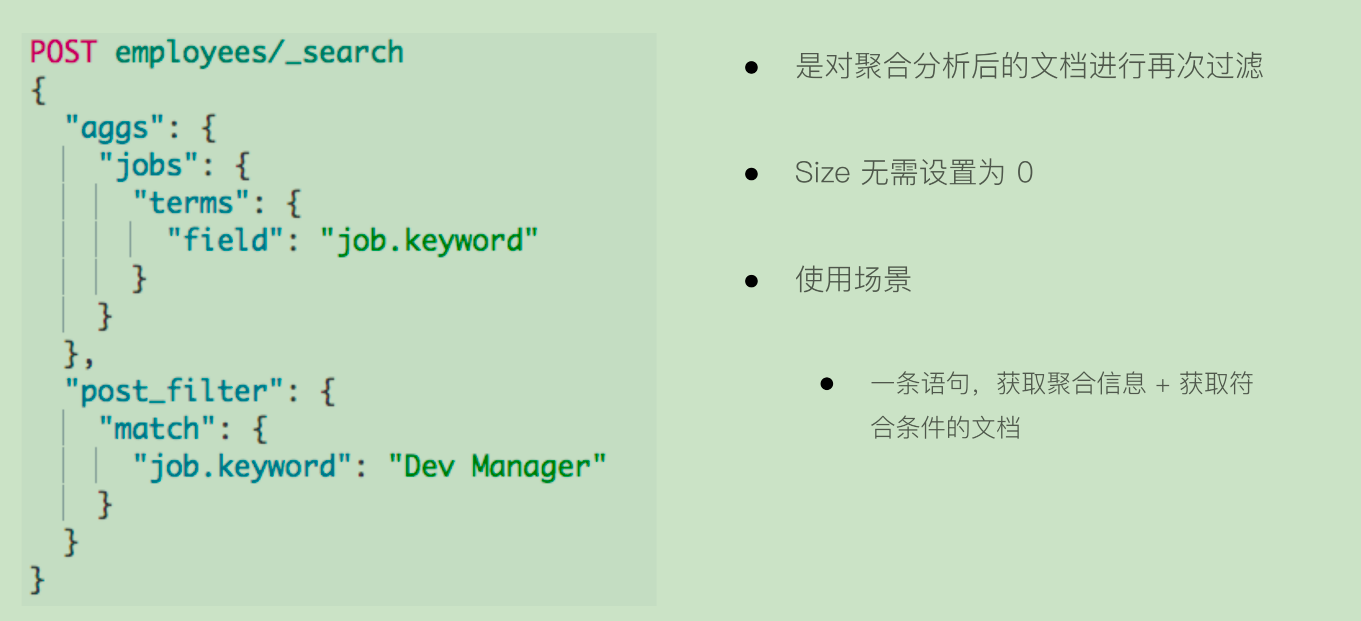 POST employees/_search
{
  "aggs": {
    "jobs": {
      "terms": {
        "field": "job.keyword"
      }
    }
  },
  "post_filter": {
    "match": {
      "job.keyword": "Dev Manager"
    }
  }
}
● 是对聚合分析后的文档进行再次过滤
● Size 无需设置为 0
● 使用场景
● 一条语句，获取聚合信息 + 获取符
合条件的文档